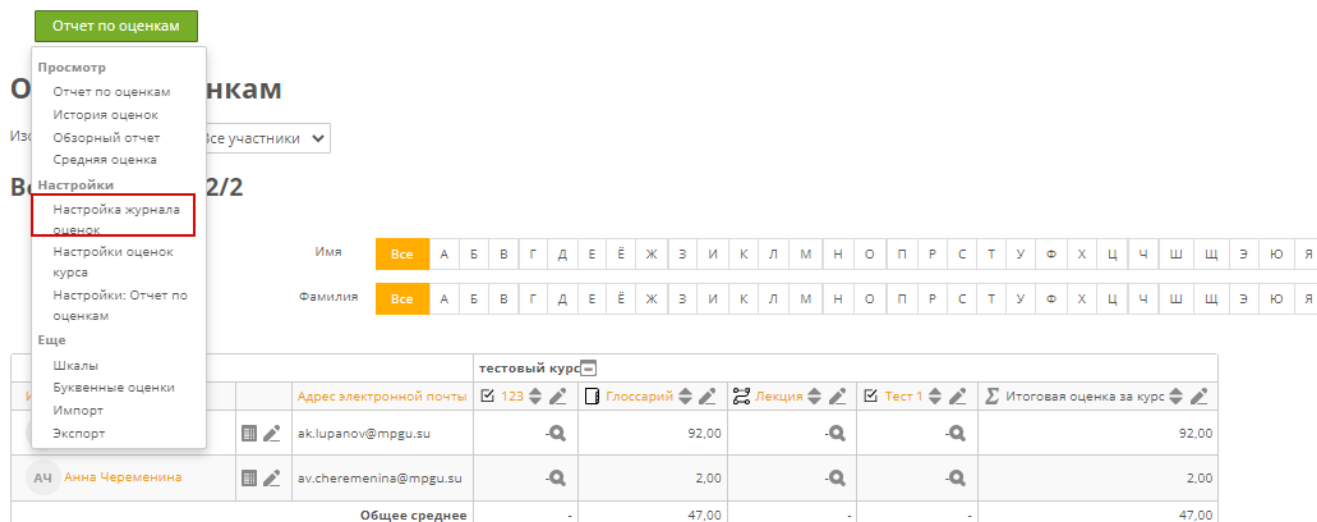 Отчет по оценкам
Просмотр
О нкам
Отчет по оценкам
История оценок
Обзорный отчет
Все участники
Средняя оценка
Настройки
2/2
Настройка журнала
оценок
Настройки оценок
курса
Имя Все А Б В Г Д Е Ё Ж З И К Л М Н О П Р С Т У Ф Х Ц Ч Ш Щ Э Ю Я
Настройки: Отчет по
оценкам
Фамилия Все А Б В Г Д Е Ё Ж З И К Л М Н О П Р С Т У Ф Х Ц Ч Ш Щ Э Ю Я
Еще
Шкалы
Буквенные оценки
Импорт
Экспорт
тестовый курс
Адрес электронной почты 123 Глоссарий Лекция Тест 1 Σ Итоговая оценка за курс
ak.lupanov@mpgu.su - 92,00 - - 92,00
АЧ Анна Черемeнина av.cheremenina@mpgu.su - 2,00 - - 2,00
Общее среднее - 47,00 - - 47,00